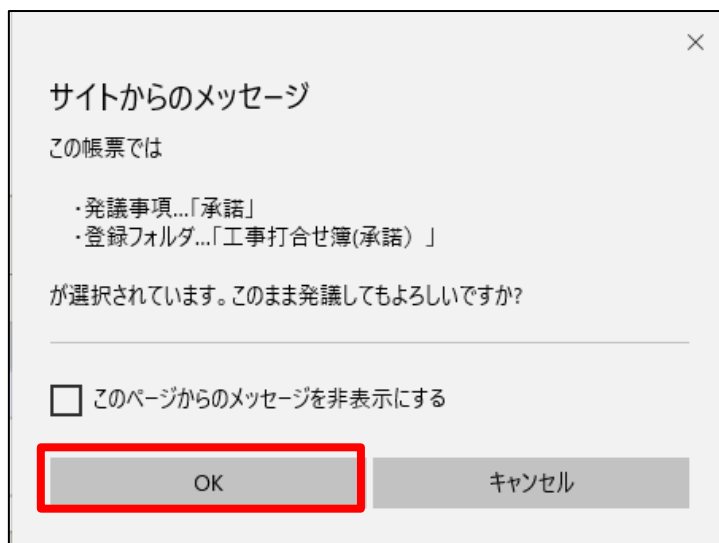 サイトからのメッセージ
この帳票では
・発議事項...「承諾」
・登録フォルダ...「工事打合せ簿(承諾）」
が選択されています。このまま発議してもよろしいですか?
このページからのメッセージを非表示にする
OK
キャンセル